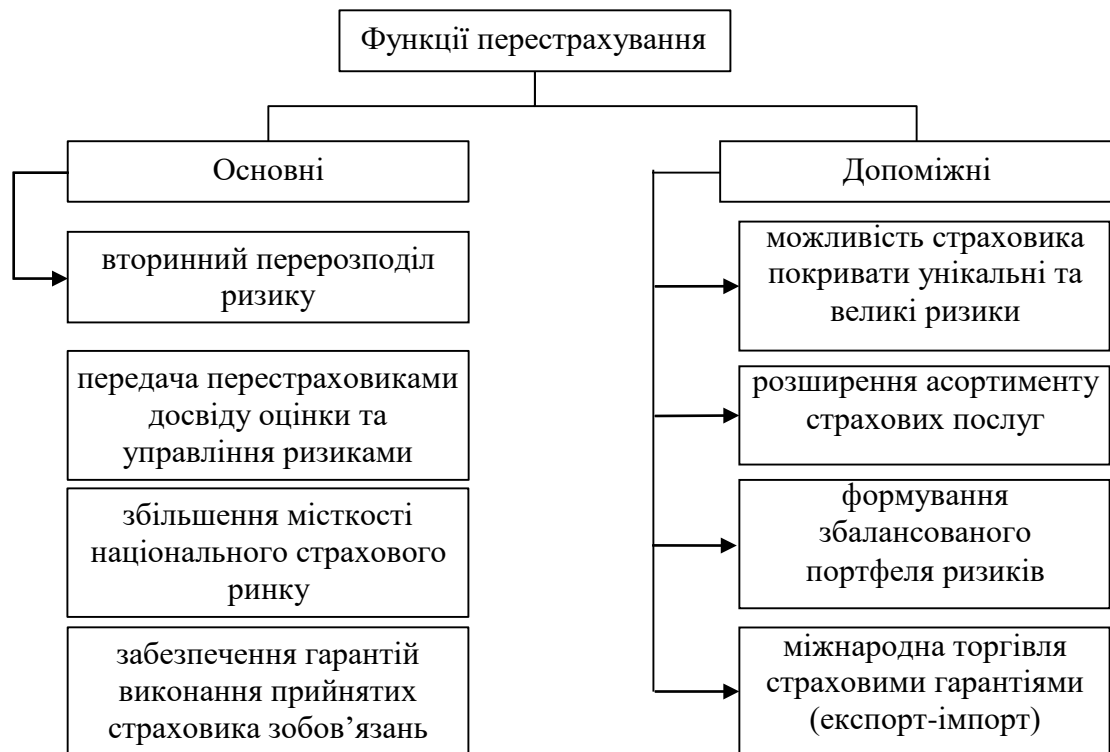 Функції перестрахування
Основні
вторинний перерозподіл
ризику
передача перестраховиками
досвіду оцінки та
управління ризиками
збільшення місткості
національного страхового
ринку
забезпечення гарантій
виконання прийнятих
страховика зобов’язань
Допоміжні
можливість страховика
покривати унікальні та
великі ризики
розширення асортименту
страхових послуг
формування
збалансованого
портфеля ризиків
міжнародна торгівля
страховими гарантіями
(експорт-імпорт)